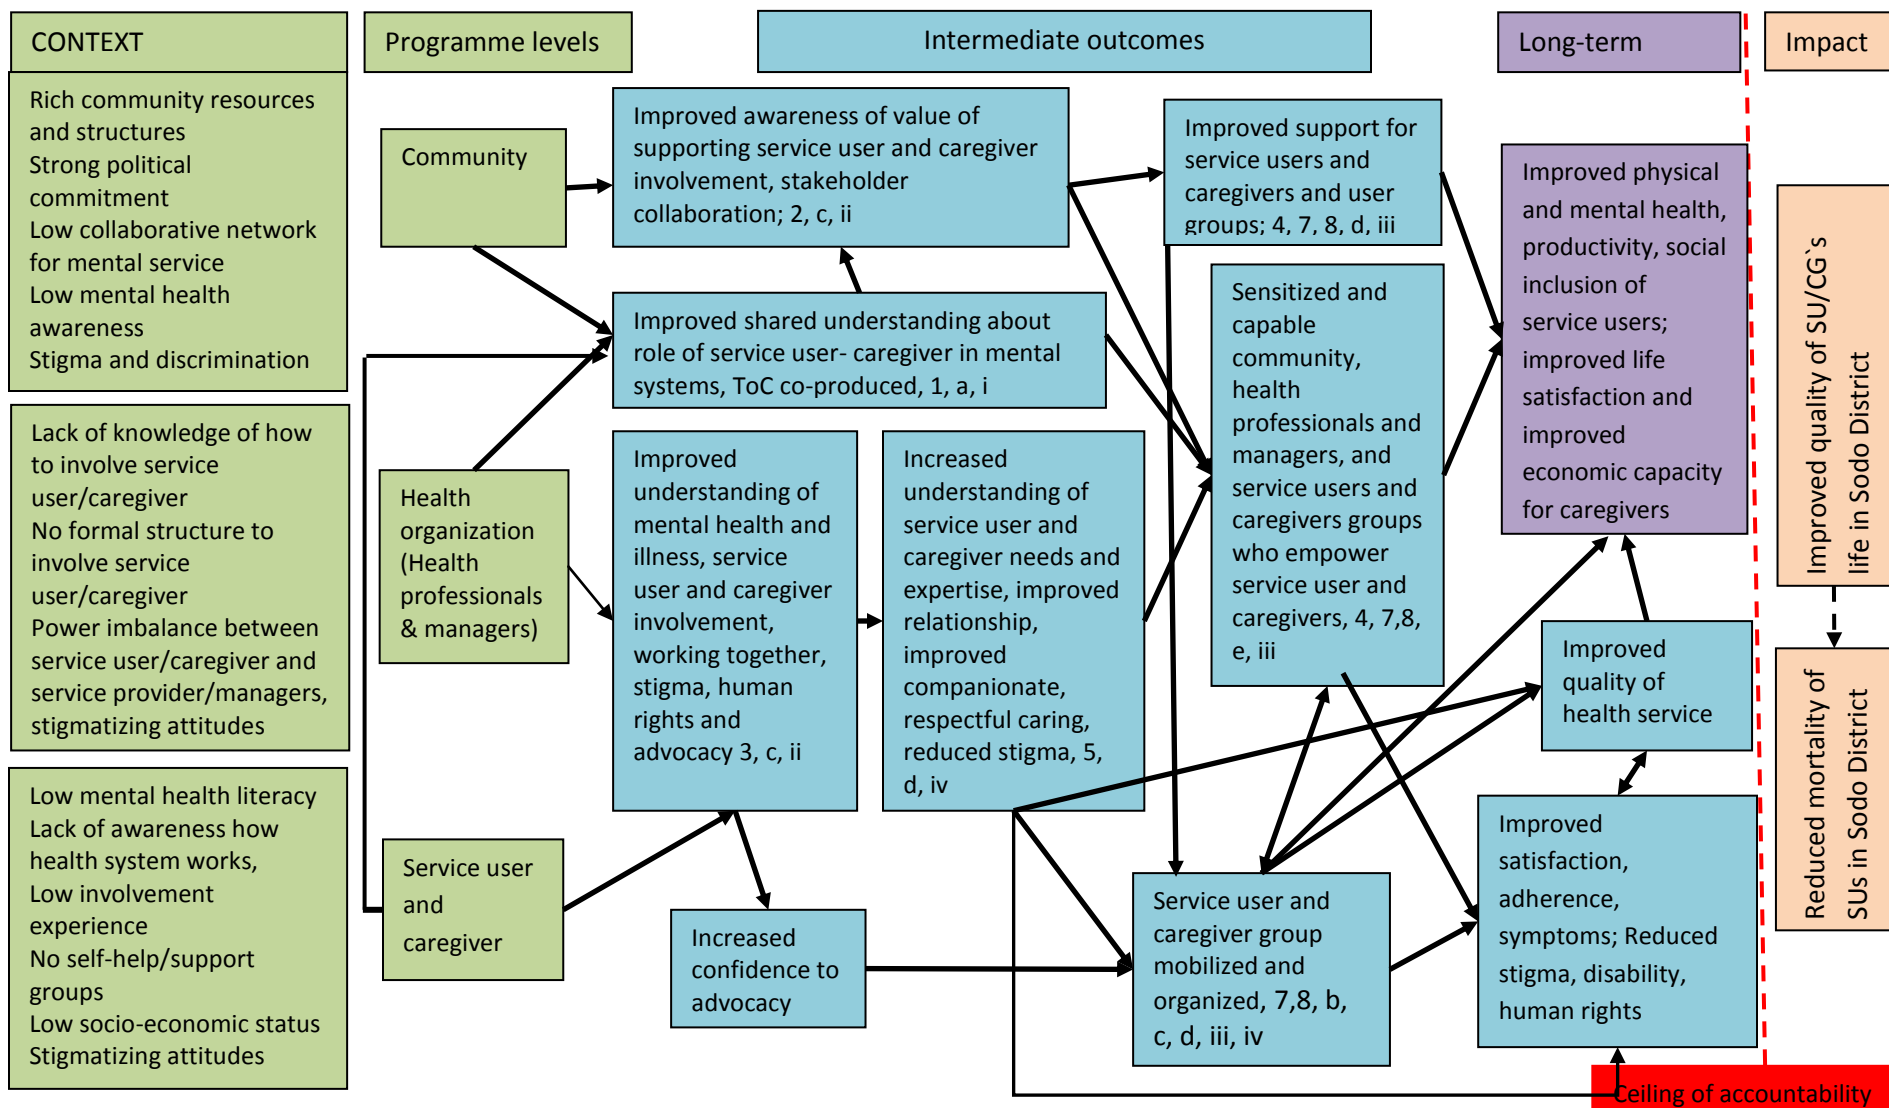 CONTEXT
Programme levels
Intermediate outcomes
Long-term
Impact
Rich community resources
and structures
Strong political
commitment
Low collaborative network
for mental service
Low mental health
awareness
Stigma and discrimination
Lack of knowledge of how
to involve service
user/caregiver
No formal structure to
involve service
user/caregiver
Power imbalance between
service user/caregiver and
service provider/managers,
stigmatizing attitudes
Low mental health literacy
Lack of awareness how
health system works,
Low involvement
experience
No self-help/support
groups
Low socio-economic status
Stigmatizing attitudes
Community
Health
organization
(Health
professionals
& managers)
Service user
and
caregiver
Improved awareness of value of
supporting service user and caregiver
involvement, stakeholder
collaboration; 2, c, ii
Improved shared understanding about
role of service user- caregiver in mental
systems, ToC co-produced, 1, a, i
Improved
understanding of
mental health and
illness, service
user and caregiver
involvement,
working together,
stigma, human
rights and
advocacy 3, c, ii
Increased
understanding of
service user and
caregiver needs and
expertise, improved
relationship,
improved
companionate,
respectful caring,
reduced stigma, 5,
d, iv
Increased
confidence to
advocacy
Improved support for
service users and
caregivers and user
groups; 4, 7, 8, d, iii
Sensitized and
capable
community,
health
professionals and
managers, and
service users and
caregivers groups
who empower
service user and
caregivers, 4, 7,8,
e, iii
Service user and
caregiver group
mobilized and
organized, 7,8, b,
c, d, iii, iv
Improved physical
and mental health,
productivity, social
inclusion of
service users;
improved life
satisfaction and
improved
economic capacity
for caregivers
Improved
quality of
health service
Improved
satisfaction,
adherence,
symptoms; Reduced
stigma, disability,
human rights
Improved quality of SU/CG`s
life in Sodo District
Reduced mortality of
SUs in Sodo District
Ceiling of accountability